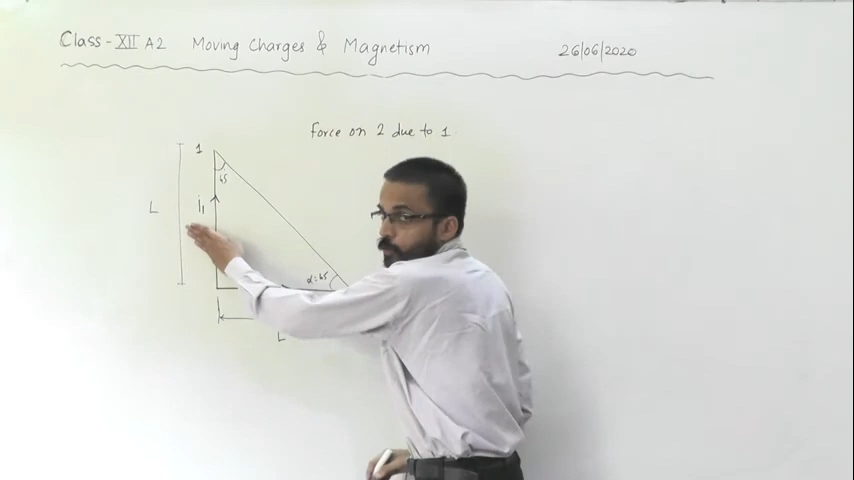 Class - XII A2 Moving Charges & Magnetism 26/06/2020
Force on 2 due to 1
1
45
L
i1
α=45
L